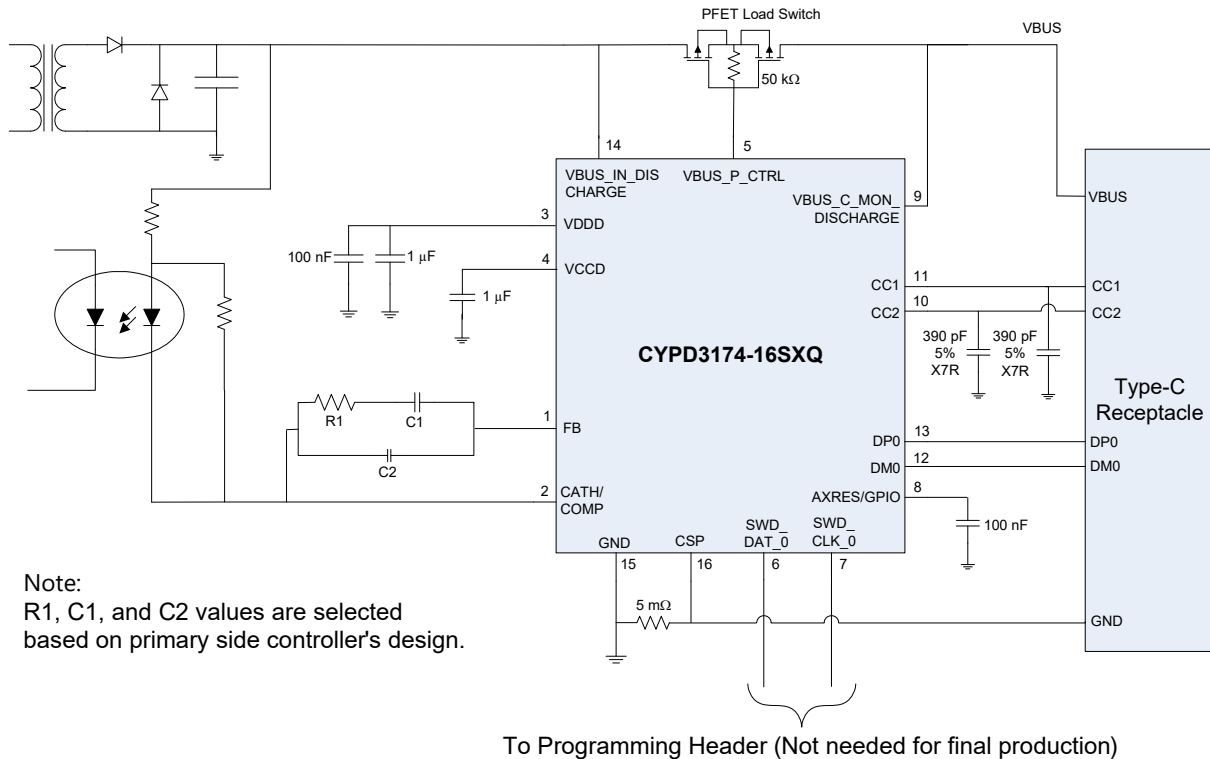 PFET Load Switch
VBUS
50 kΩ
14
5
VBUS_IN_DIS
CHARGE
VBUS_P_CTRL
VBUS_C_MON_
DISCHARGE
9
VBUS
3
VDDD
100 nF
1 μF
4
VCCD
1 μF
CC1
11
CC1
CC2
10
CC2
390 pF
5%
X7R
390 pF
5%
X7R
CYPD3174-16SXQ
Type-C
Receptacle
R1
C1
C2
1
FB
DP0
13
DP0
DM0
12
DM0
2
CATH/
COMP
AXRES/GPIO
8
100 nF
GND
CSP
SWD_
DAT_0
SWD_
CLK_0
15
16
6
7
5 mΩ
GND
Note:
R1, C1, and C2 values are selected
based on primary side controller's design.
To Programming Header (Not needed for final production)